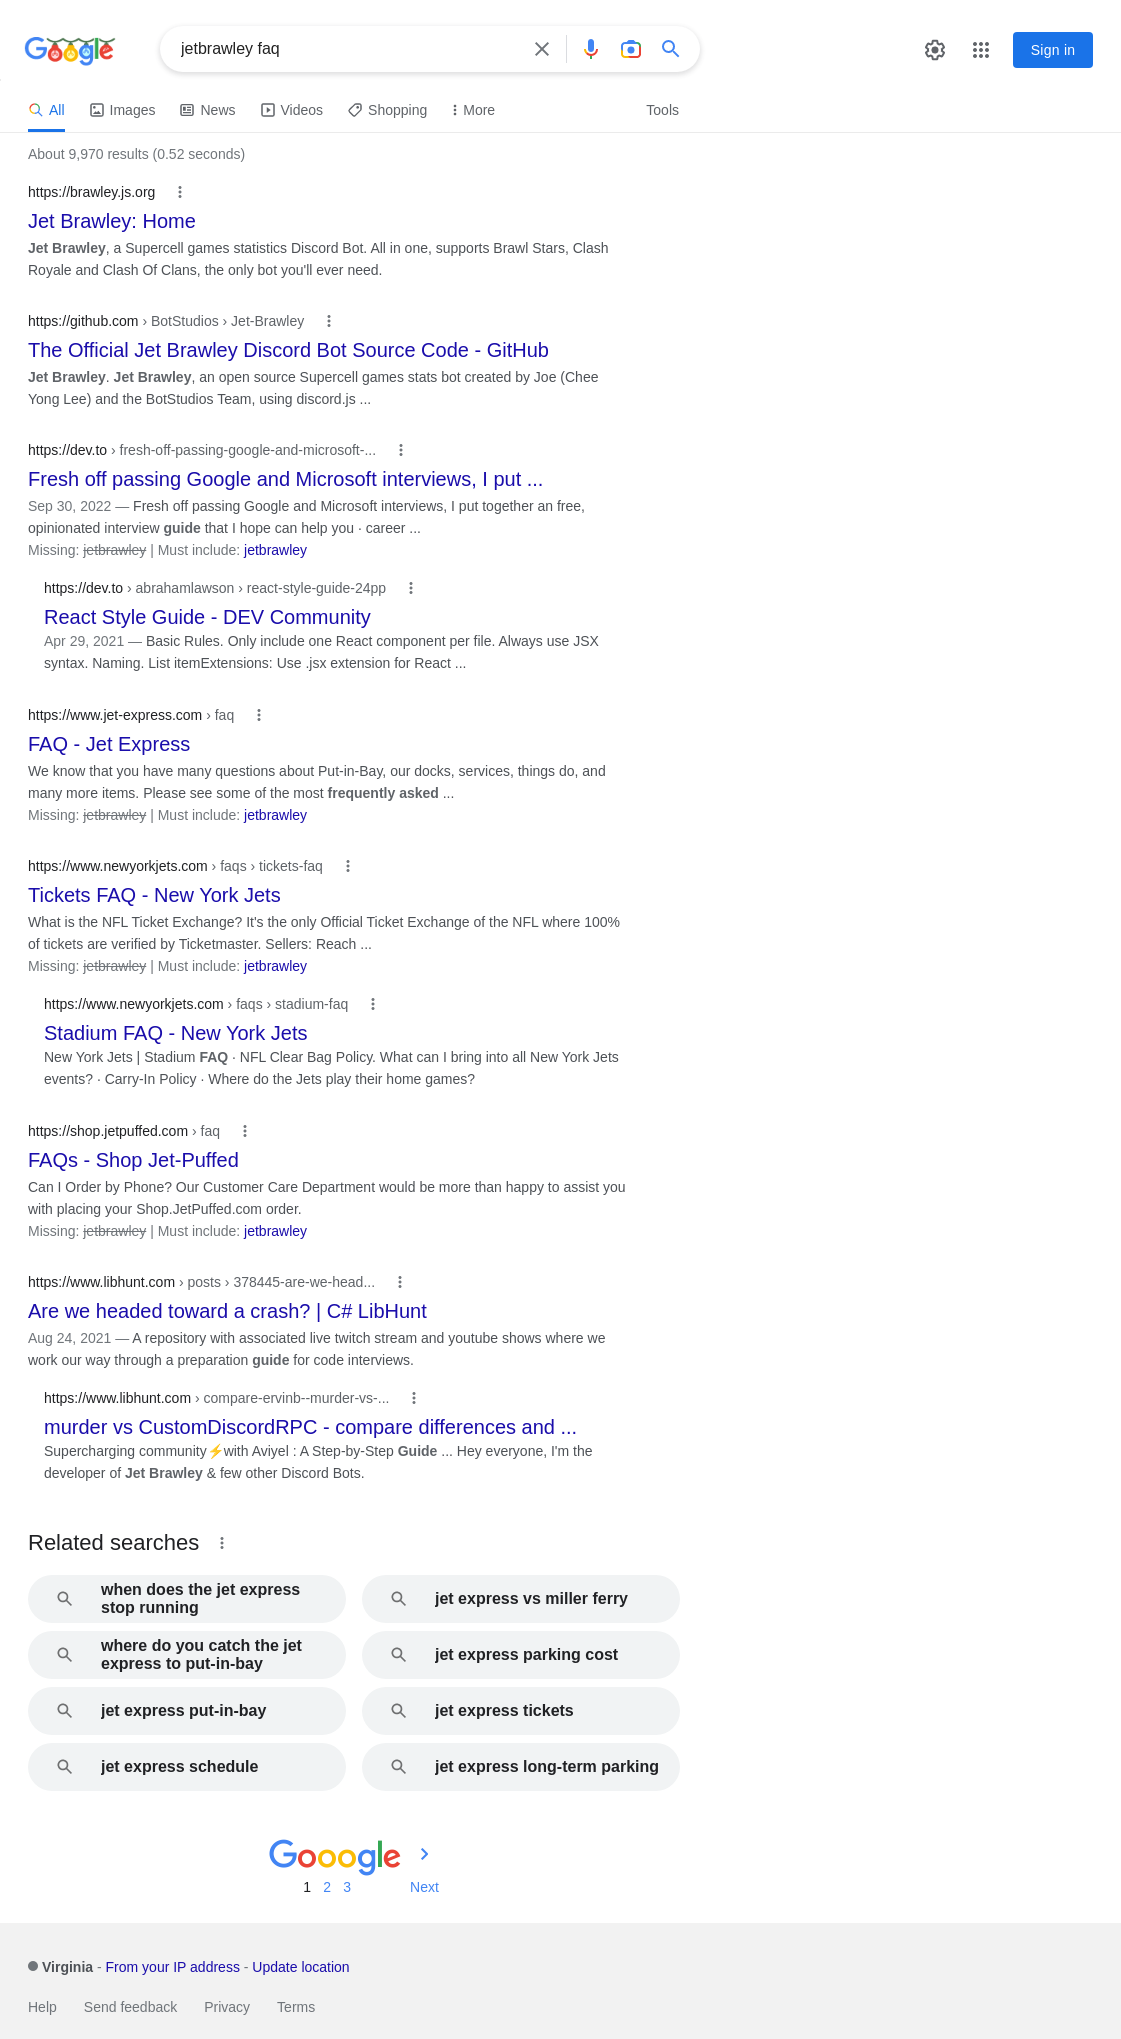 Google
jetbrawley faq
Sign in
All
Images
News
Videos
Shopping
More
Tools
About 9,970 results (0.52 seconds)
https://brawley.js.org
Jet Brawley: Home
Jet Brawley, a Supercell games statistics Discord Bot. All in one, supports Brawl Stars, Clash
Royale and Clash Of Clans, the only bot you'll ever need.
https://github.com › BotStudios › Jet-Brawley
The Official Jet Brawley Discord Bot Source Code - GitHub
Jet Brawley. Jet Brawley, an open source Supercell games stats bot created by Joe (Chee
Yong Lee) and the BotStudios Team, using discord.js ...
https://dev.to › fresh-off-passing-google-and-microsoft-...
Fresh off passing Google and Microsoft interviews, I put ...
Sep 30, 2022 — Fresh off passing Google and Microsoft interviews, I put together an free,
opinionated interview guide that I hope can help you · career ...
Missing: jetbrawley | Must include: jetbrawley
https://dev.to › abrahamlawson › react-style-guide-24pp
React Style Guide - DEV Community
Apr 29, 2021 — Basic Rules. Only include one React component per file. Always use JSX
syntax. Naming. List itemExtensions: Use .jsx extension for React ...
https://www.jet-express.com › faq
FAQ - Jet Express
We know that you have many questions about Put-in-Bay, our docks, services, things do, and
many more items. Please see some of the most frequently asked ...
Missing: jetbrawley | Must include: jetbrawley
https://www.newyorkjets.com › faqs › tickets-faq
Tickets FAQ - New York Jets
What is the NFL Ticket Exchange? It's the only Official Ticket Exchange of the NFL where 100%
of tickets are verified by Ticketmaster. Sellers: Reach ...
Missing: jetbrawley | Must include: jetbrawley
https://www.newyorkjets.com › faqs › stadium-faq
Stadium FAQ - New York Jets
New York Jets | Stadium FAQ · NFL Clear Bag Policy. What can I bring into all New York Jets
events? · Carry-In Policy · Where do the Jets play their home games?
https://shop.jetpuffed.com › faq
FAQs - Shop Jet-Puffed
Can I Order by Phone? Our Customer Care Department would be more than happy to assist you
with placing your Shop.JetPuffed.com order.
Missing: jetbrawley | Must include: jetbrawley
https://www.libhunt.com › posts › 378445-are-we-head...
Are we headed toward a crash? | C# LibHunt
Aug 24, 2021 — A repository with associated live twitch stream and youtube shows where we
work our way through a preparation guide for code interviews.
https://www.libhunt.com › compare-ervinb--murder-vs-...
murder vs CustomDiscordRPC - compare differences and ...
Supercharging community⚡with Aviyel : A Step-by-Step Guide ... Hey everyone, I'm the
developer of Jet Brawley & few other Discord Bots.
Related searches
when does the jet express
stop running
jet express vs miller ferry
where do you catch the jet
express to put-in-bay
jet express parking cost
jet express put-in-bay
jet express tickets
jet express schedule
jet express long-term parking
Gooogle
1 2 3 Next
Virginia - From your IP address - Update location
Help Send feedback Privacy Terms